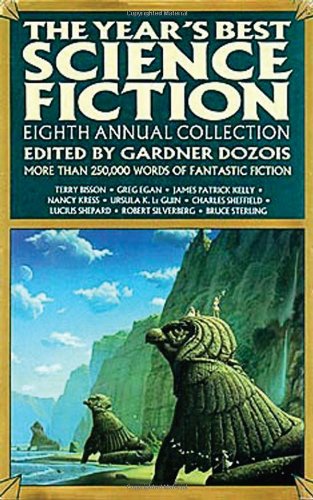 THE YEAR'S BEST
SCIENCE
FICTION
EIGHTH ANNUAL COLLECTION
EDITED BY GARDNER DOZOIS
MORE THAN 250,000 WORDS OF FANTASTIC FICTION
TERRY BISSON • GREG EGAN • JAMES PATRICK KELLY •
NANCY KRESS • URSULA K. LE GUIN • CHARLES SHEFFIELD •
LUCIUS SHEPARD • ROBERT SILVERBERG • BRUCE STERLING